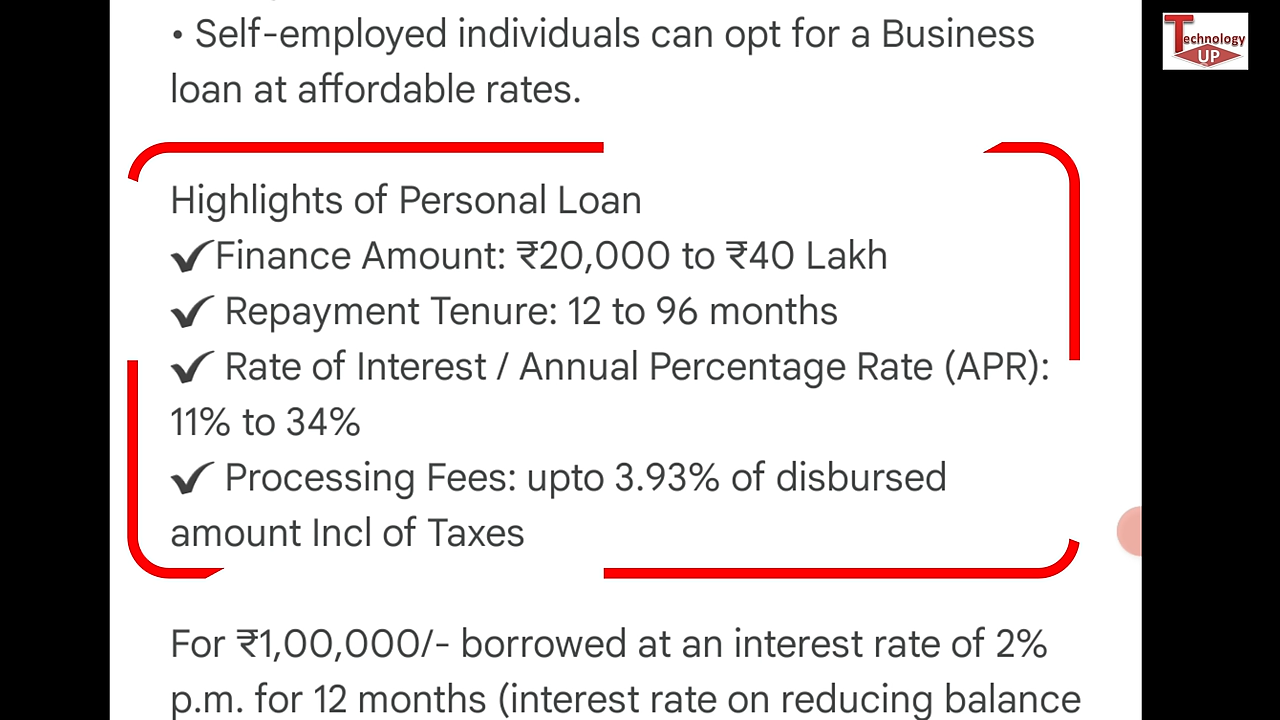 • Self-employed individuals can opt for a Business
loan at affordable rates.
Highlights of Personal Loan
✔Finance Amount: ₹20,000 to ₹40 Lakh
✔ Repayment Tenure: 12 to 96 months
✔ Rate of Interest / Annual Percentage Rate (APR):
11% to 34%
✔ Processing Fees: upto 3.93% of disbursed
amount Incl of Taxes
For ₹1,00,000/- borrowed at an interest rate of 2%
p.m. for 12 months (interest rate on reducing balance
Technology
UP